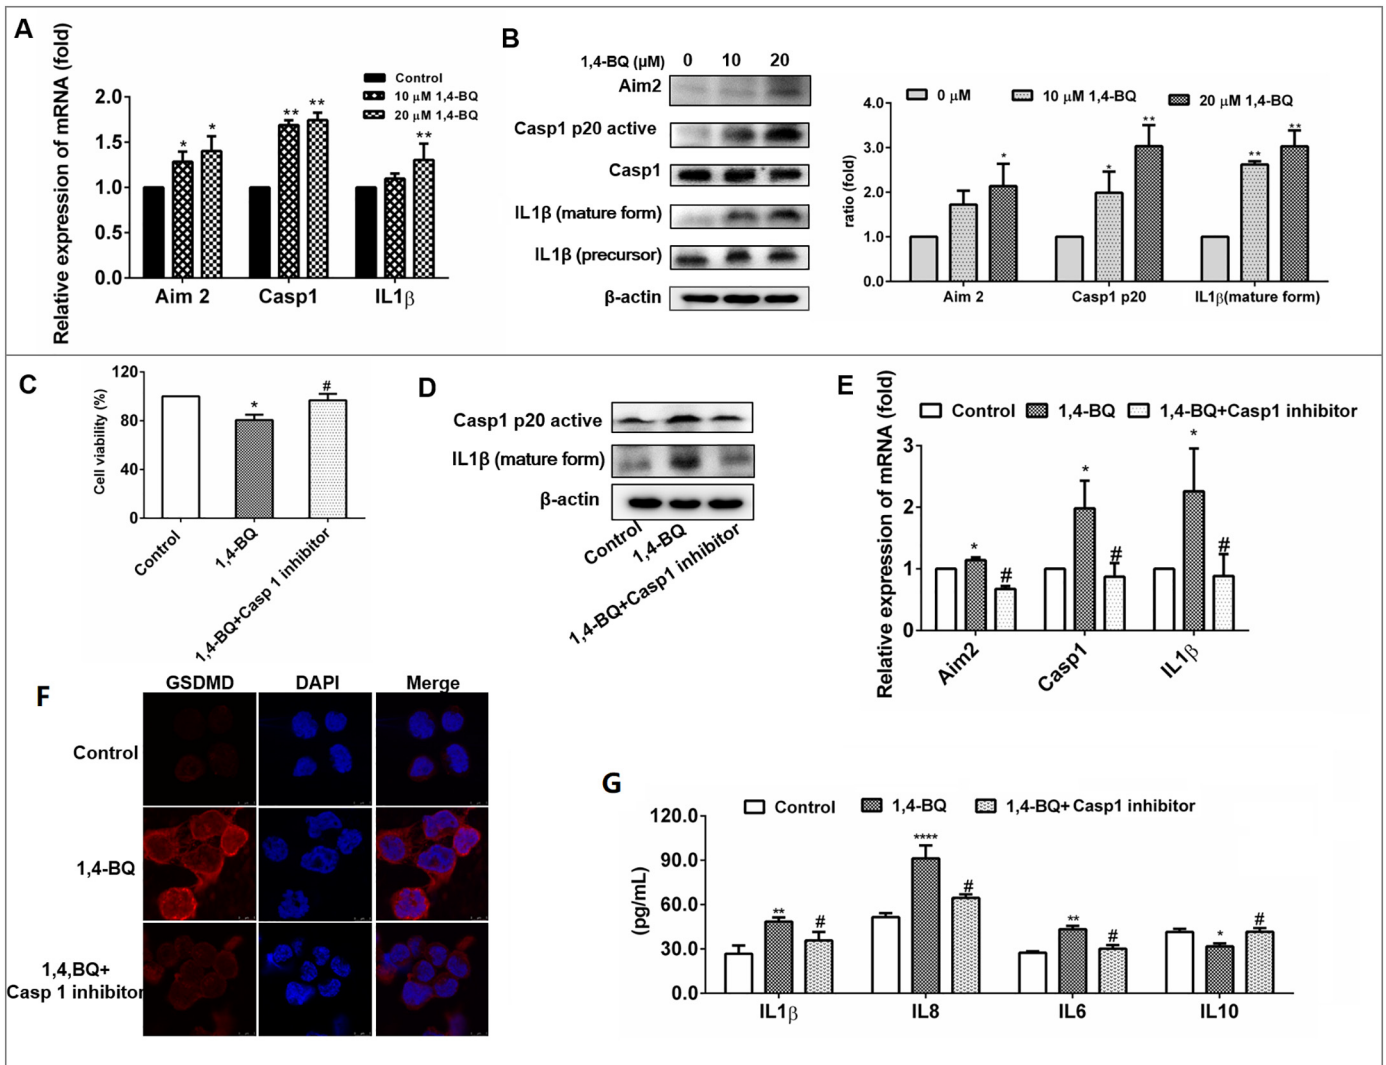 A
Relative expression of mRNA (fold)
Control
10 μM 1,4-BQ
20 μM 1,4-BQ
2.0
1.5
1.0
0.5
0.0
* *
** **
**
Aim 2 Casp1 IL1β
B
1,4-BQ (μM) 0 10 20
Aim2
Casp1 p20 active
Casp1
IL1β (mature form)
IL1β (precursor)
β-actin
0 μM 10 μM 1,4-BQ 20 μM 1,4-BQ
ratio (fold)
4.0
3.0
2.0
1.0
0.0
*
* **
** **
Aim 2 Casp1 p20 IL1β(mature form)
C
Cell viability (%)
120
80
40
0
* #
Control
1,4-BQ
1,4-BQ+Casp 1 inhibitor
D
Casp1 p20 active
IL1β (mature form)
β-actin
Control
1,4-BQ
1,4-BQ+Casp1 inhibitor
E
Control 1,4-BQ 1,4-BQ+Casp1 inhibitor
Relative expression of mRNA (fold)
3
2
1
0
* #
* #
* #
Aim2
Casp1
IL1β
F
GSDMD DAPI Merge
Control
1,4-BQ
1,4,BQ+
Casp 1 inhibitor
G
Control 1,4-BQ 1,4-BQ+Casp1 inhibitor
(pg/mL)
120.0
90.0
60.0
30.0
0.0
** #
**** #
** #
* #
IL1β IL8 IL6 IL10